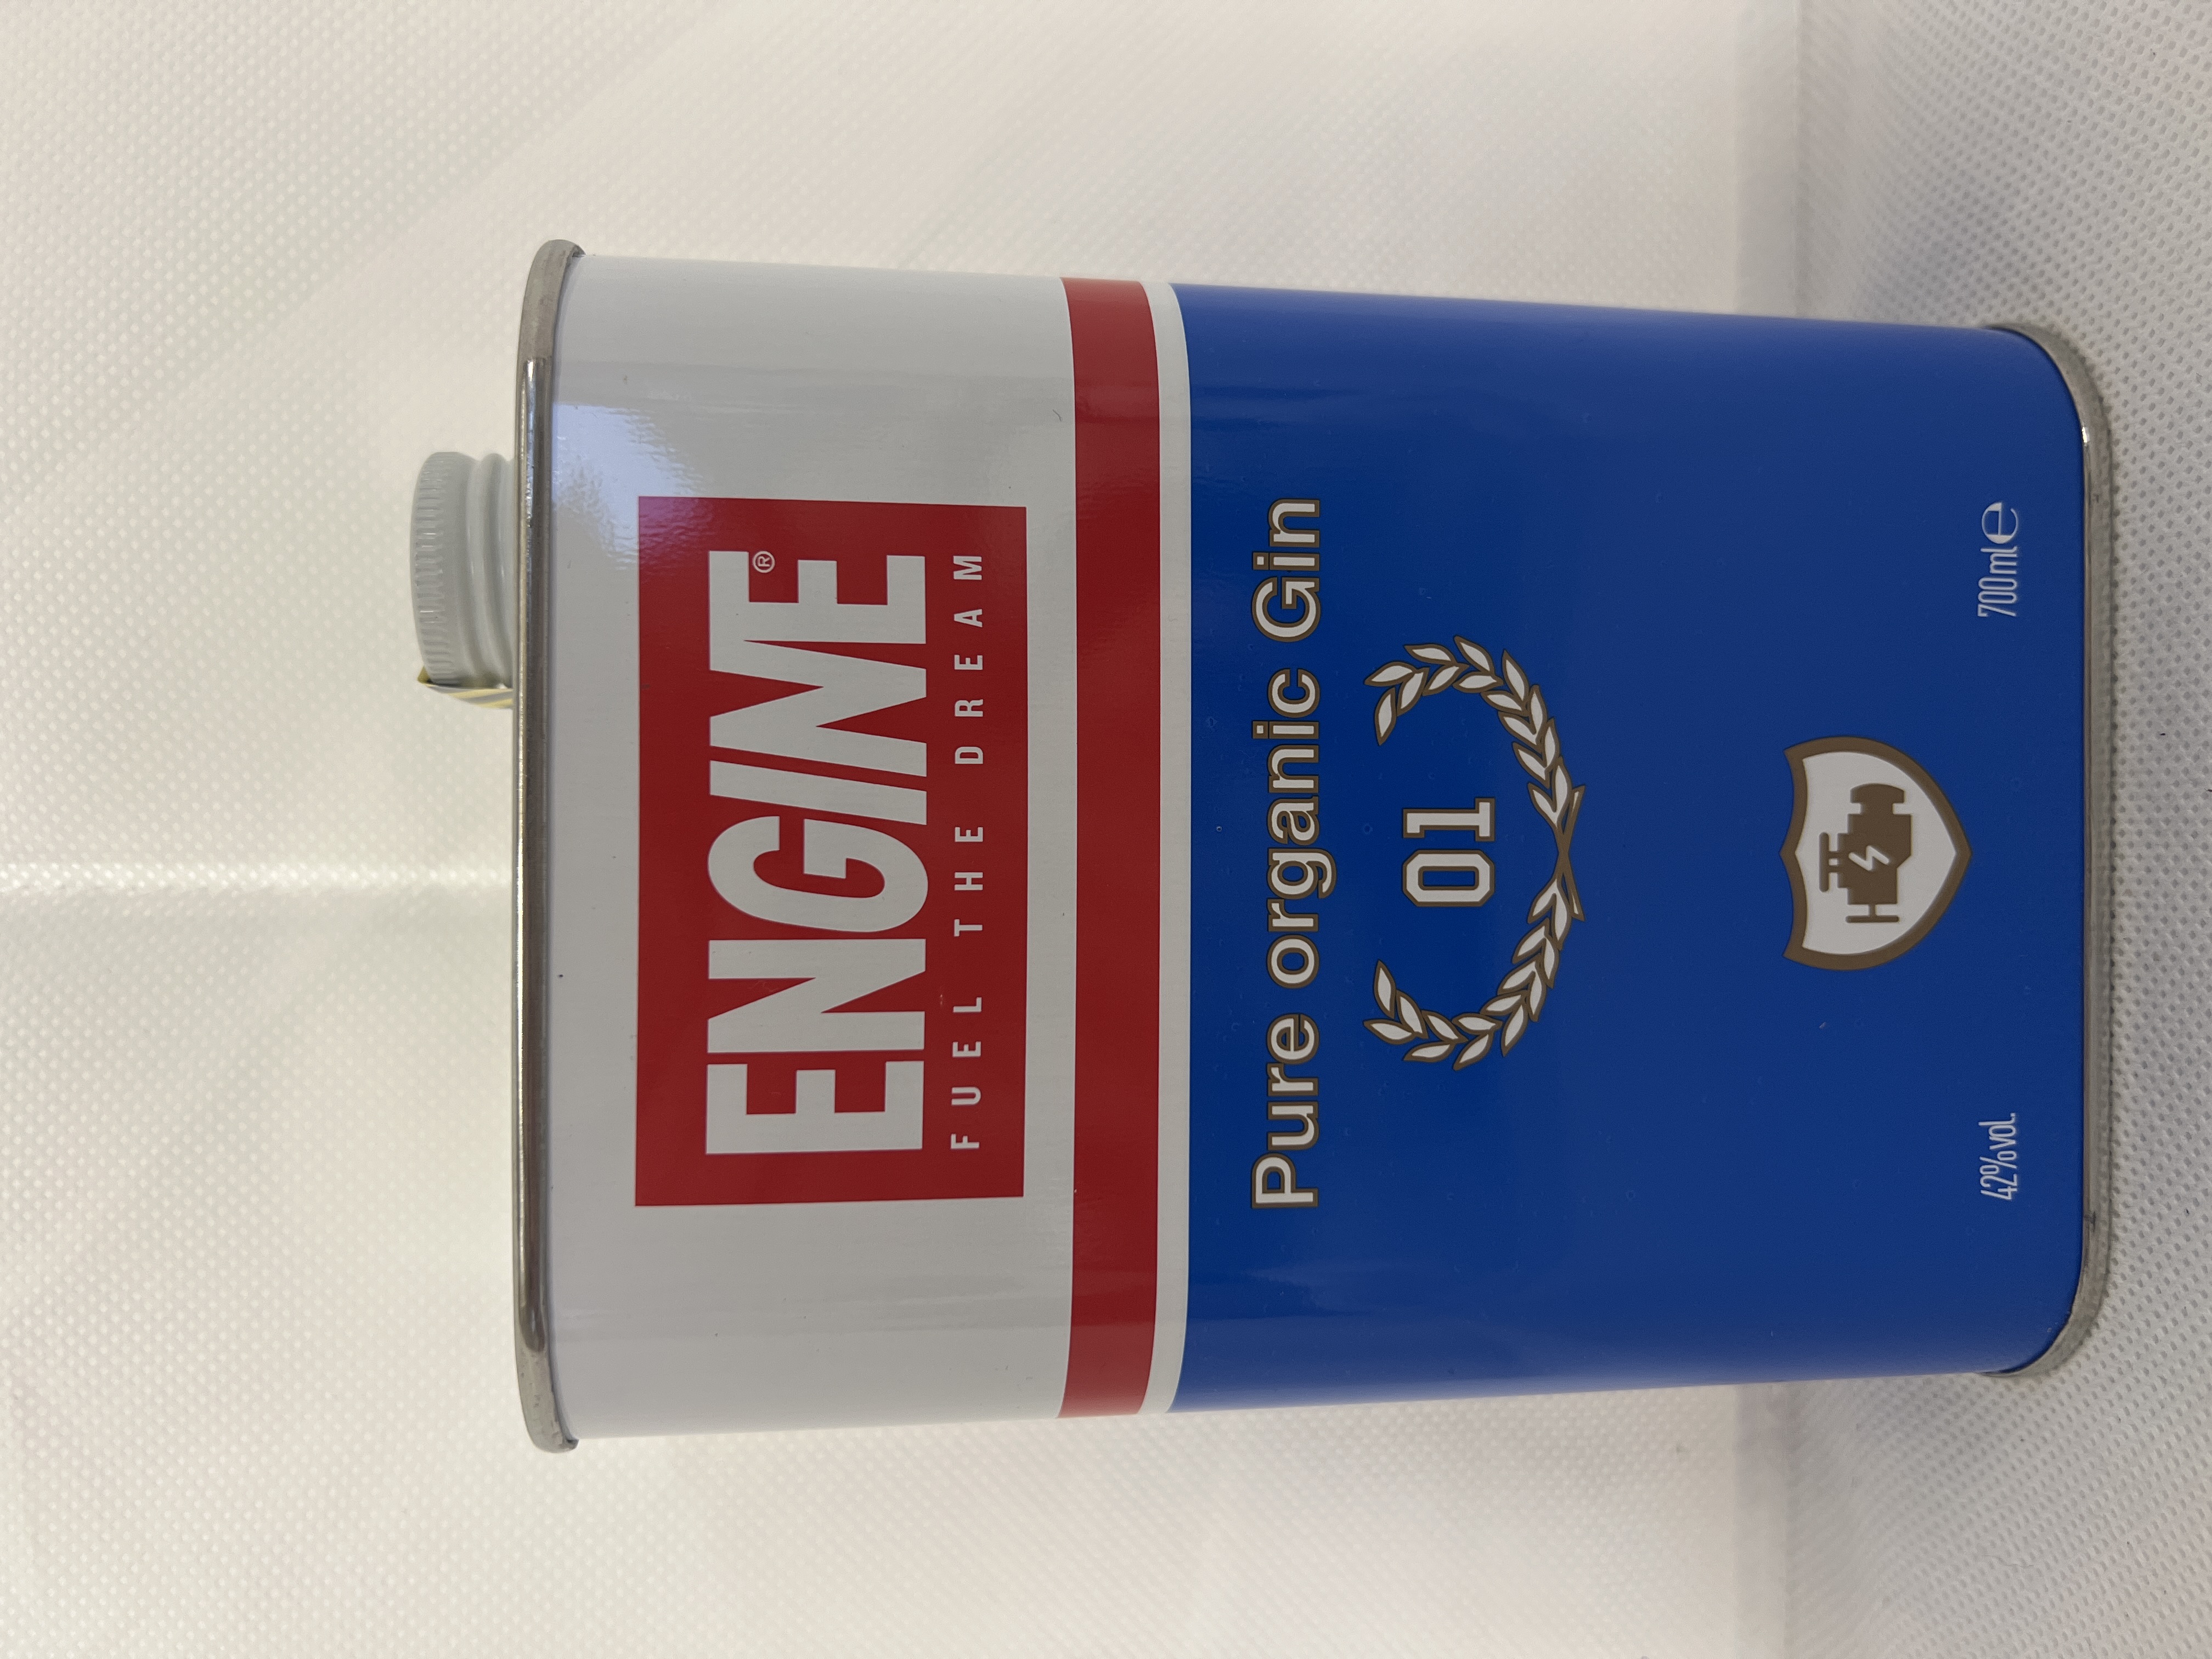 ENGINE®
FUEL THE DREAM
Pure organic Gin
01
42%vol. 700ml℮